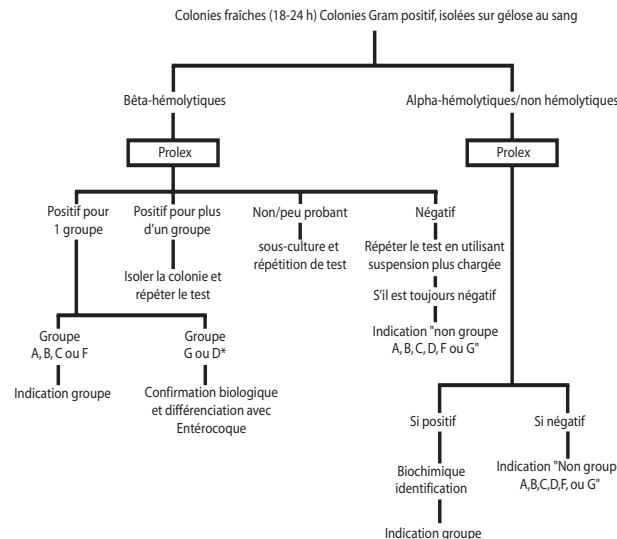 Colonies fraîches (18-24 h) Colonies Gram positif, isolées sur gélose au sang
Bêta-hémolytiques
Alpha-hémolytiques/non hémolytiques
Prolex
Prolex
Positif pour
1 groupe
Positif pour plus
d'un groupe
Non/peu probant
Négatif
Isoler la colonie et
répéter le test
sous-culture et
répétition de test
Répéter le test en utilisant
suspension plus chargée
S'il est toujours négatif
Indication "non groupe
A, B, C, D, F ou G"
Groupe
A, B, C ou F
Groupe
G ou D*
Indication groupe
Confirmation biologique
et différenciation avec
Entérocoque
Si positif
Si négatif
Biochimique
identification
Indication "Non group
A,B,C,D,F, ou G"
Indication groupe